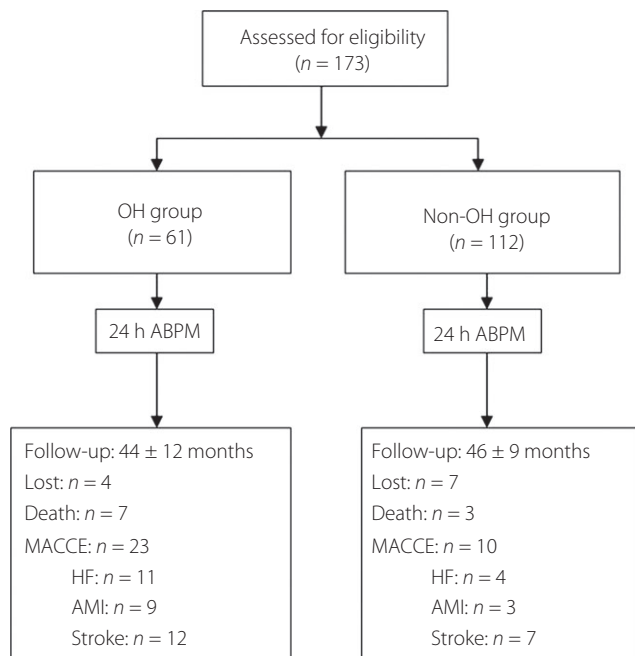 Assessed for eligibility
(n = 173)
OH group
(n = 61)
Non-OH group
(n = 112)
24 h ABPM
24 h ABPM
Follow-up: 44 ± 12 months
Lost: n = 4
Death: n = 7
MACCE: n = 23
HF: n = 11
AMI: n = 9
Stroke: n = 12
Follow-up: 46 ± 9 months
Lost: n = 7
Death: n = 3
MACCE: n = 10
HF: n = 4
AMI: n = 3
Stroke: n = 7